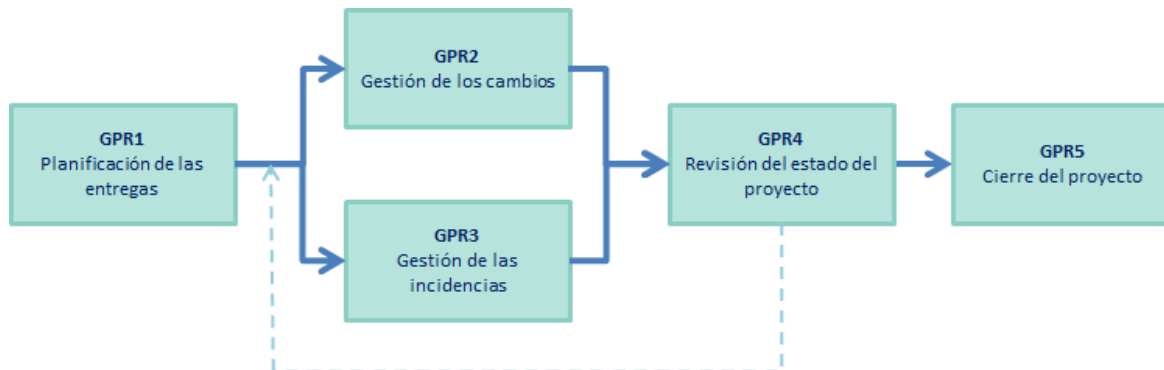 GPR1
Planificación de las
entregas
GPR2
Gestión de los cambios
GPR3
Gestión de las
incidencias
GPR4
Revisión del estado del
proyecto
GPR5
Cierre del proyecto